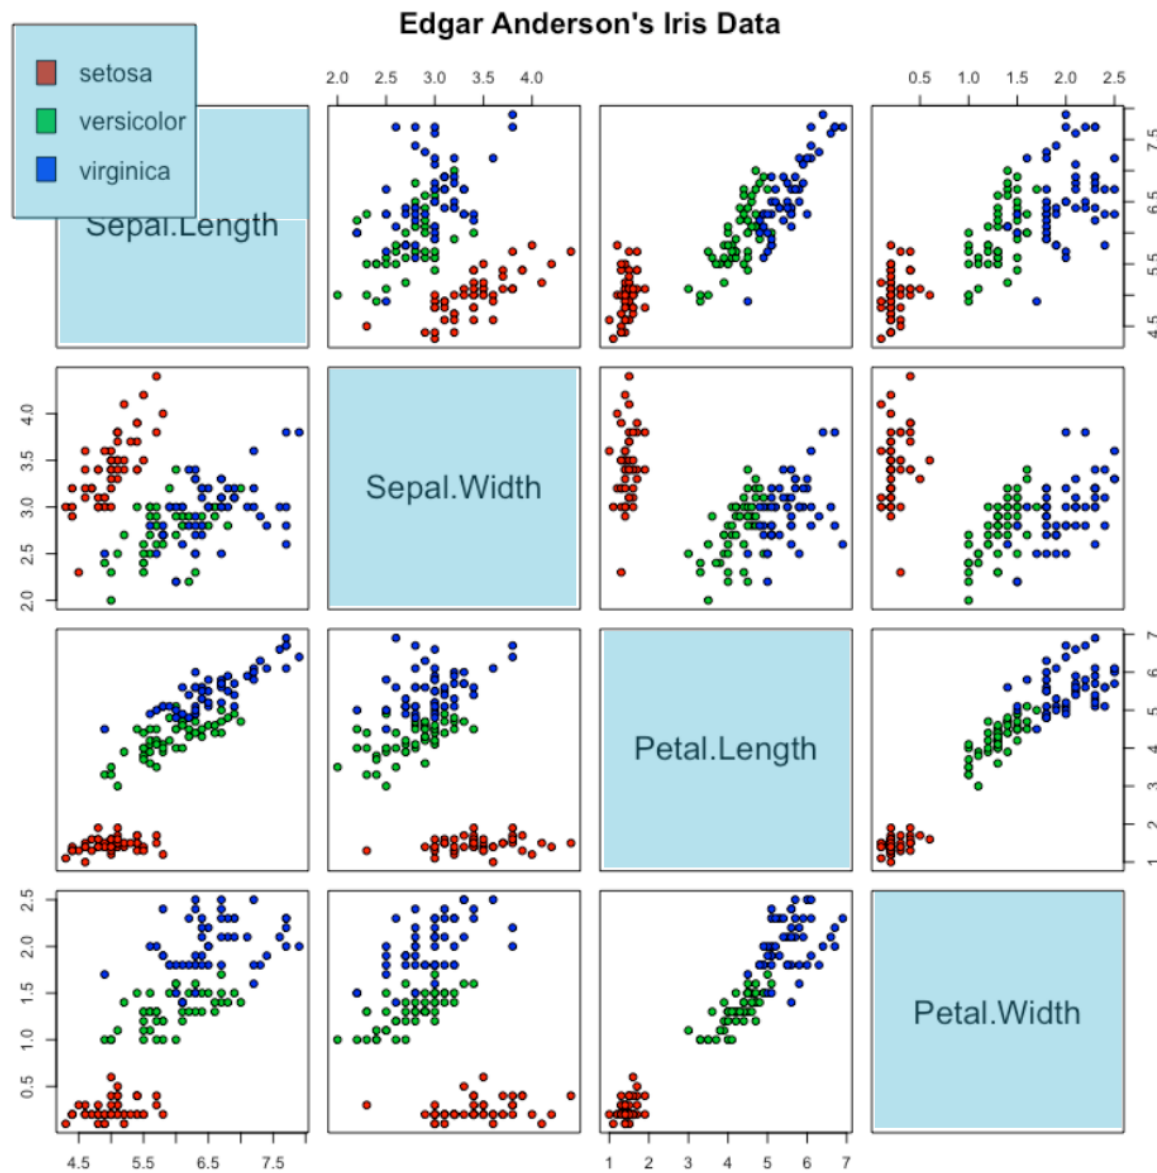 Edgar Anderson's Iris Data
setosa
versicolor
virginica
2.0 2.5 3.0 3.5 4.0
0.5 1.0 1.5 2.0 2.5
Sepal.Length
4.5 5.5 6.5 7.5
2.0 2.5 3.0 3.5 4.0
Sepal.Width
Petal.Length
1 2 3 4 5 6 7
0.5 1.0 1.5 2.0 2.5
Petal.Width
4.5 5.5 6.5 7.5
1 2 3 4 5 6 7